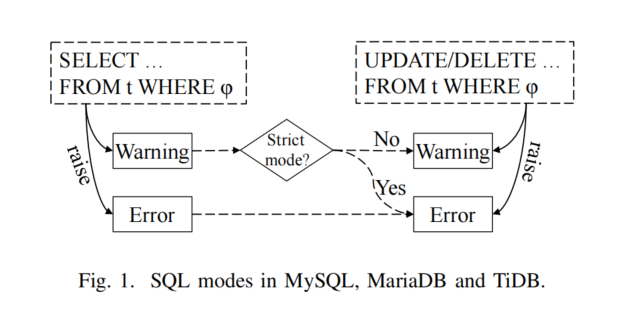 SELECT ...
FROM t WHERE φ
UPDATE/DELETE ...
FROM t WHERE φ
raise
Warning
Strict
mode?
No
Warning
raise
Yes
Error
Error
Fig. 1. SQL modes in MySQL, MariaDB and TiDB.